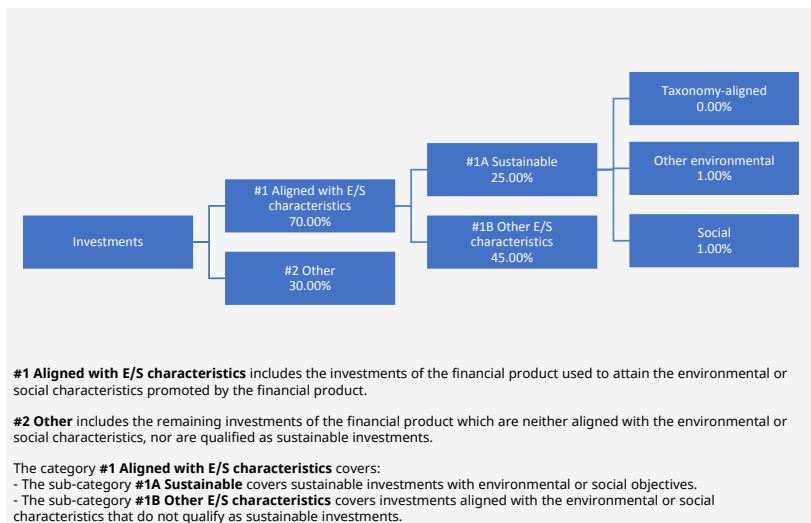 Investments
#1 Aligned with E/S
characteristics
70.00%
#2 Other
30.00%
#1A Sustainable
25.00%
#1B Other E/S
characteristics
45.00%
Taxonomy-aligned
0.00%
Other environmental
1.00%
Social
1.00%
#1 Aligned with E/S characteristics includes the investments of the financial product used to attain the environmental or
social characteristics promoted by the financial product.
#2 Other includes the remaining investments of the financial product which are neither aligned with the environmental or
social characteristics, nor are qualified as sustainable investments.
The category #1 Aligned with E/S characteristics covers:
- The sub-category #1A Sustainable covers sustainable investments with environmental or social objectives.
- The sub-category #1B Other E/S characteristics covers investments aligned with the environmental or social
characteristics that do not qualify as sustainable investments.